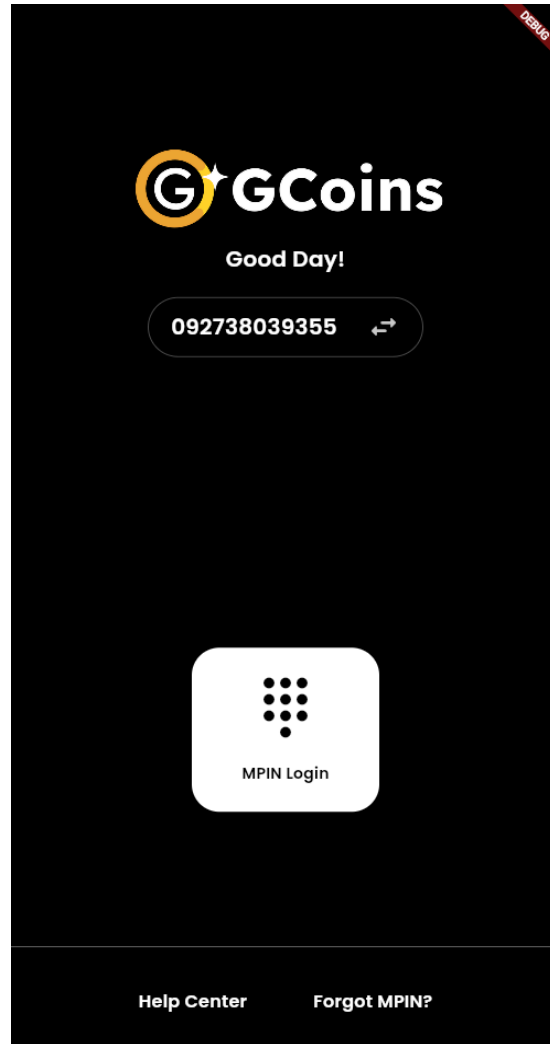 DEBUG
G GCoins
Good Day!
092738039355
MPIN Login
Help Center Forgot MPIN?